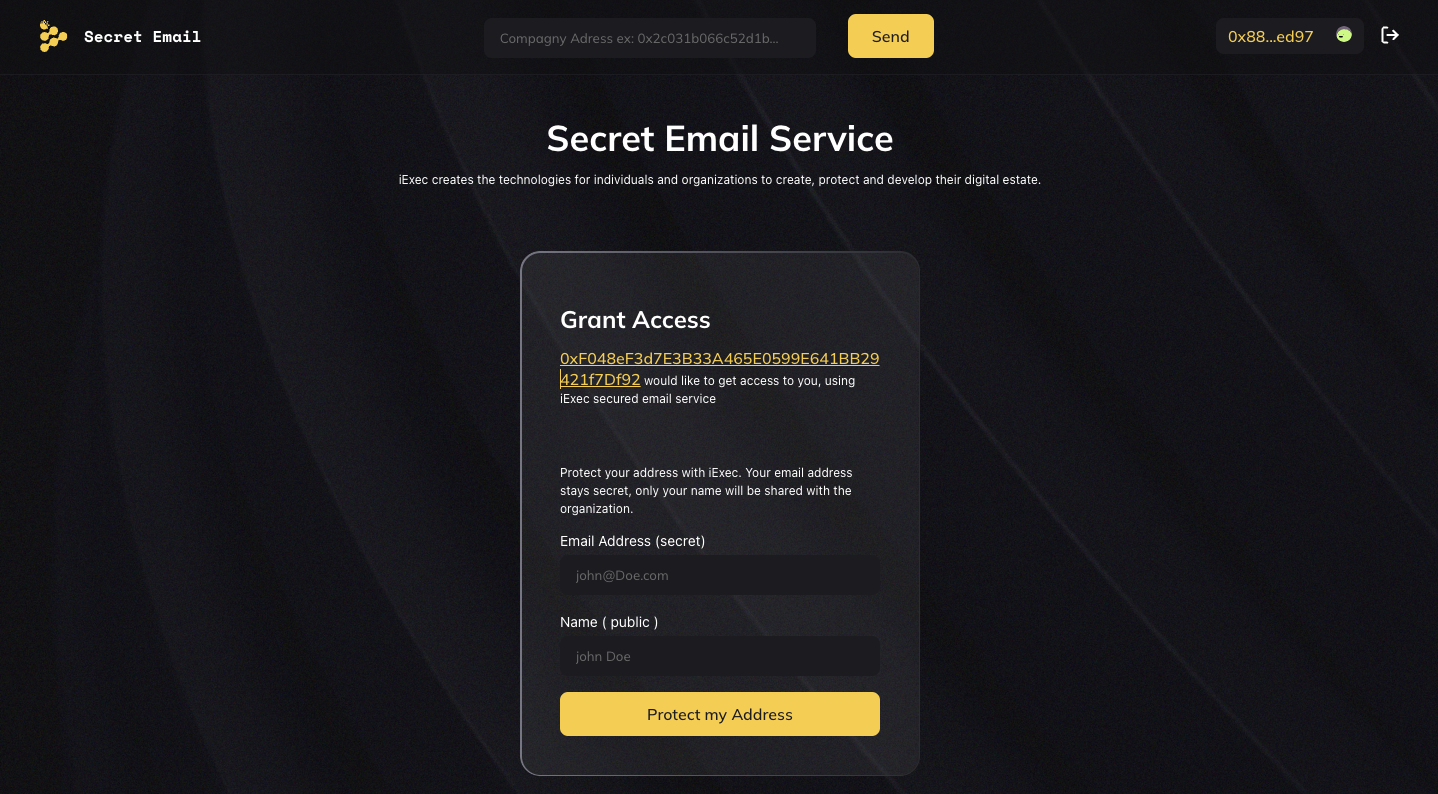 Secret Email
Compagny Adress ex: 0x2c031b066c52d1b...
Send
0x88...ed97
Secret Email Service
iExec creates the technologies for individuals and organizations to create, protect and develop their digital estate.
Grant Access
0xF048eF3d7E3B33A465E0599E641BB29
421f7Df92 would like to get access to you, using
iExec secured email service
Protect your address with iExec. Your email address
stays secret, only your name will be shared with the
organization.
Email Address (secret)
john@Doe.com
Name ( public )
john Doe
Protect my Address